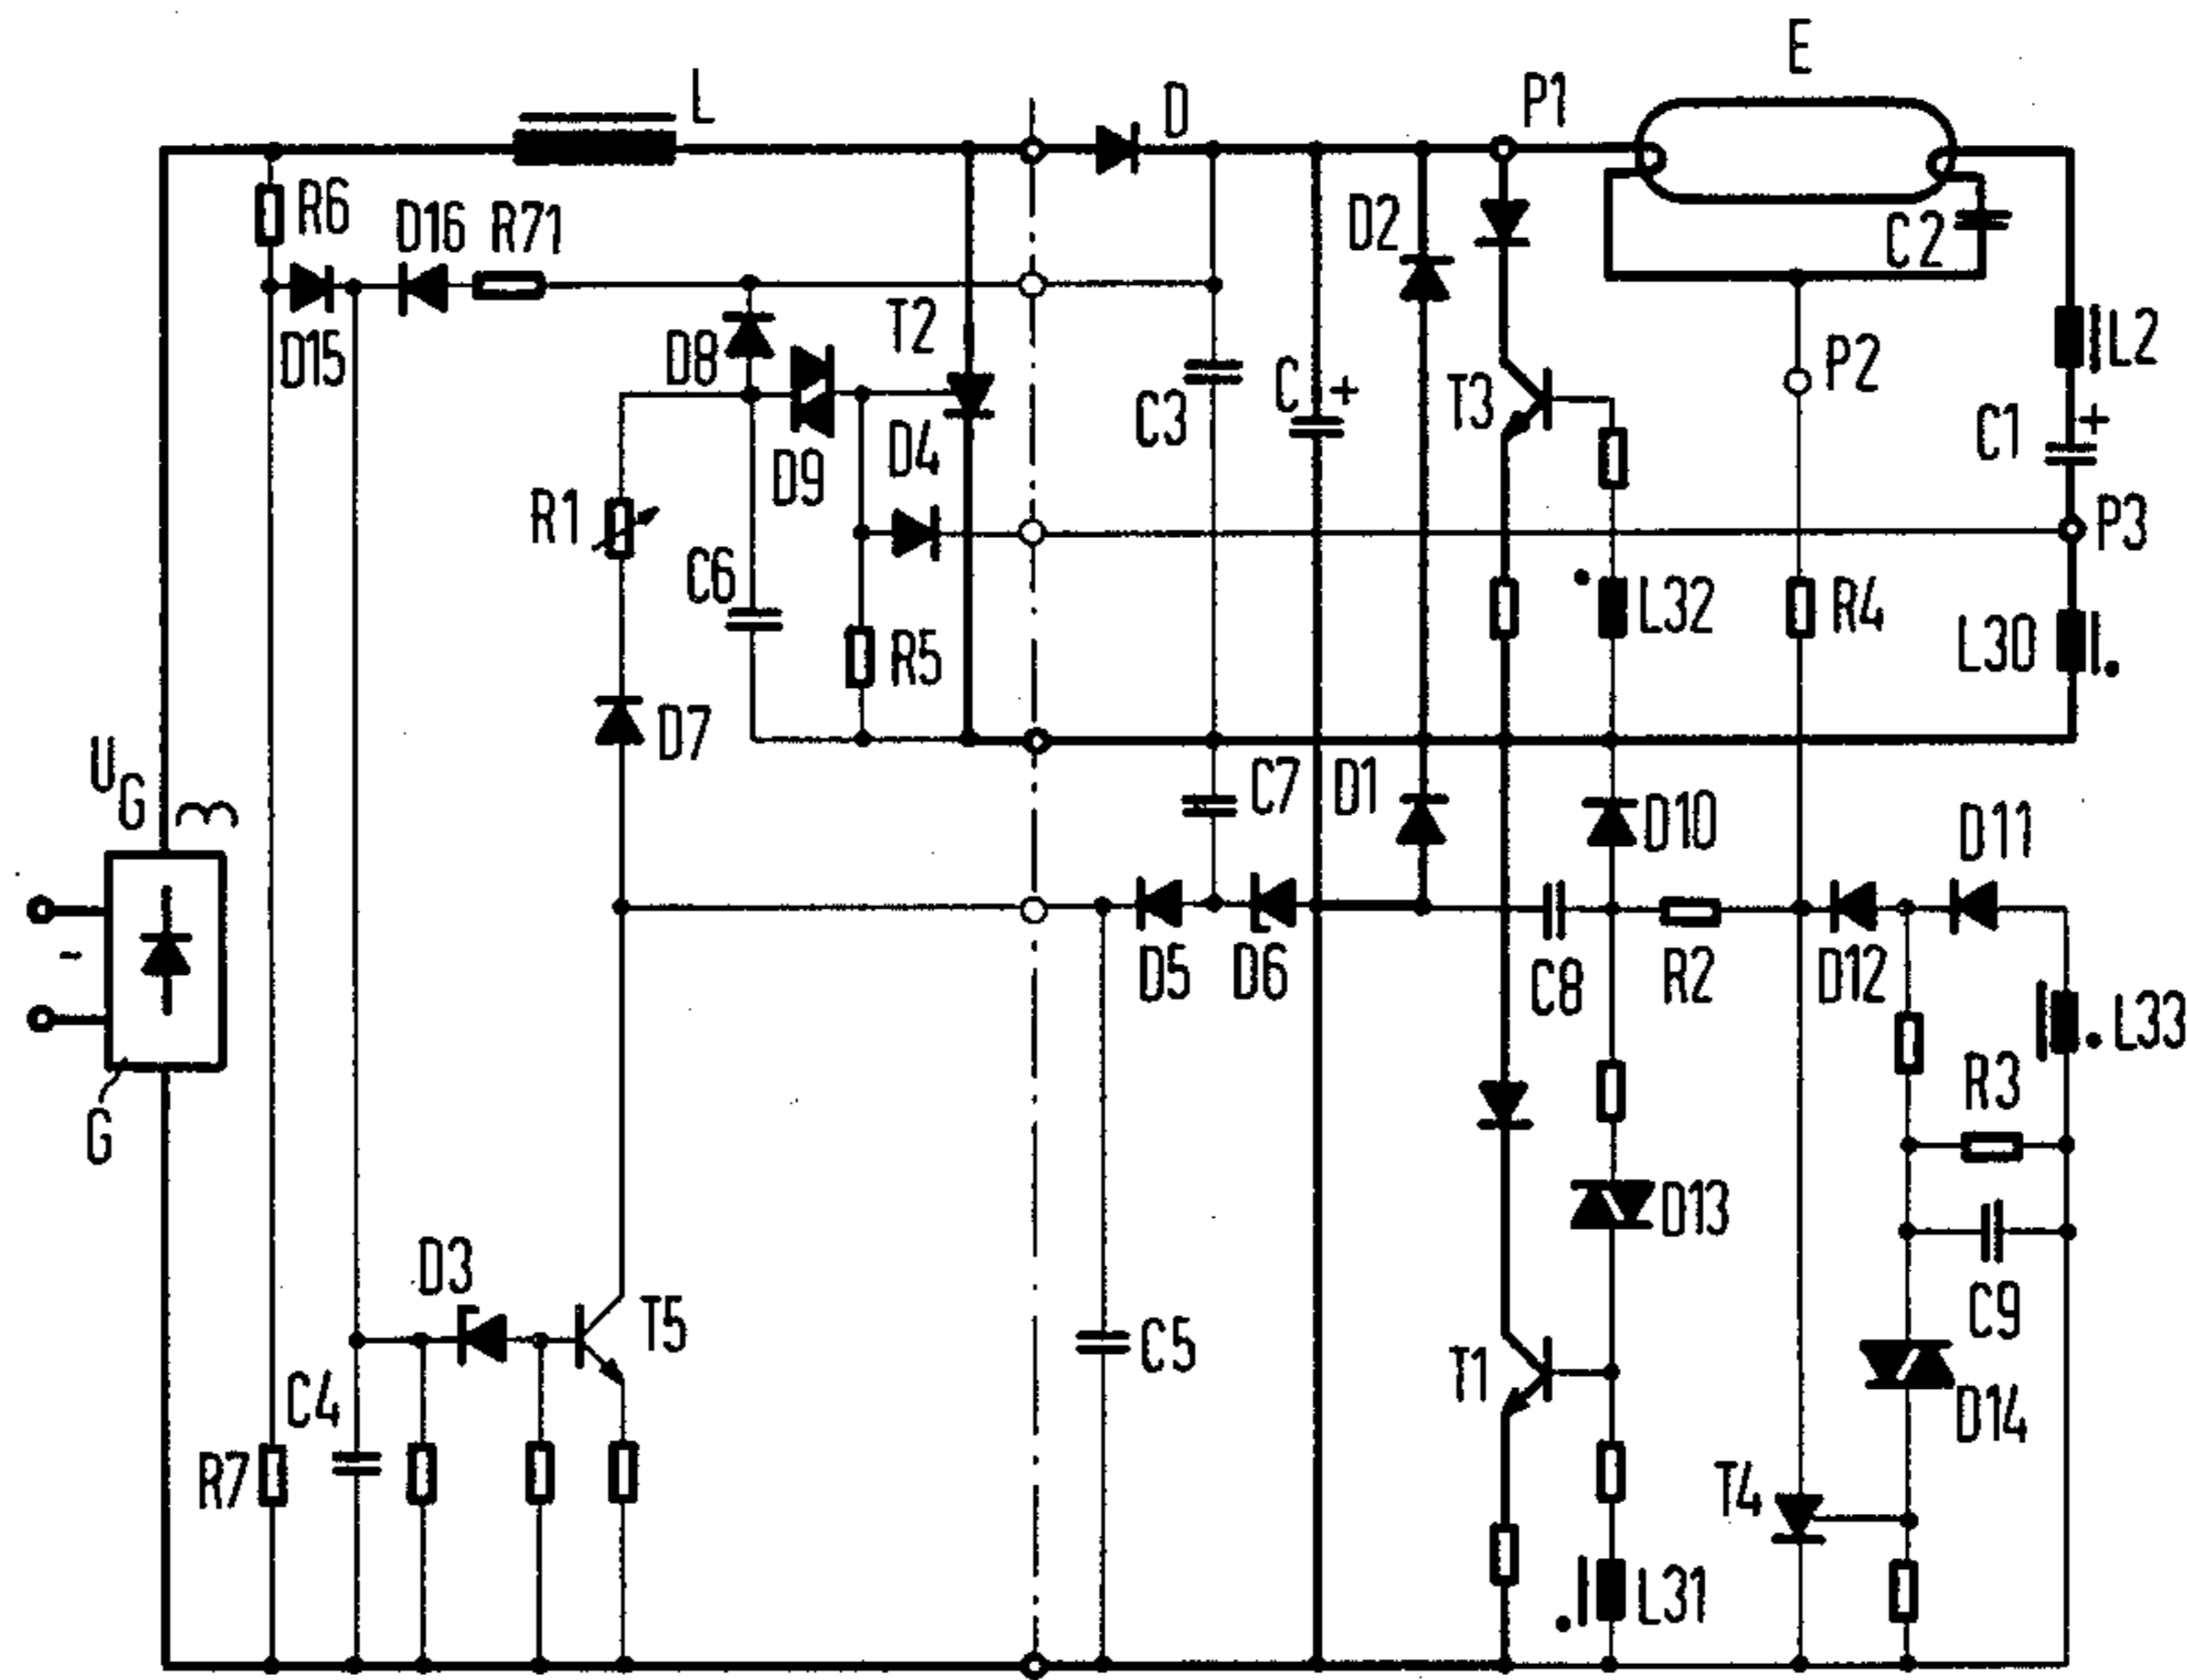 E
L
D
P1
R6
D16
R71
D2
C2
D15
D8
T2
L2
P2
C3
C
+
T3
C1
+
D4
D9
R1
P3
C6
L32
R4
L30
R5
D7
UG
C7
D1
D10
D11
~
D5
D6
C8
R2
D12
L33
R3
G
D13
D3
C9
T5
C5
T1
D14
C4
R7
T4
L31